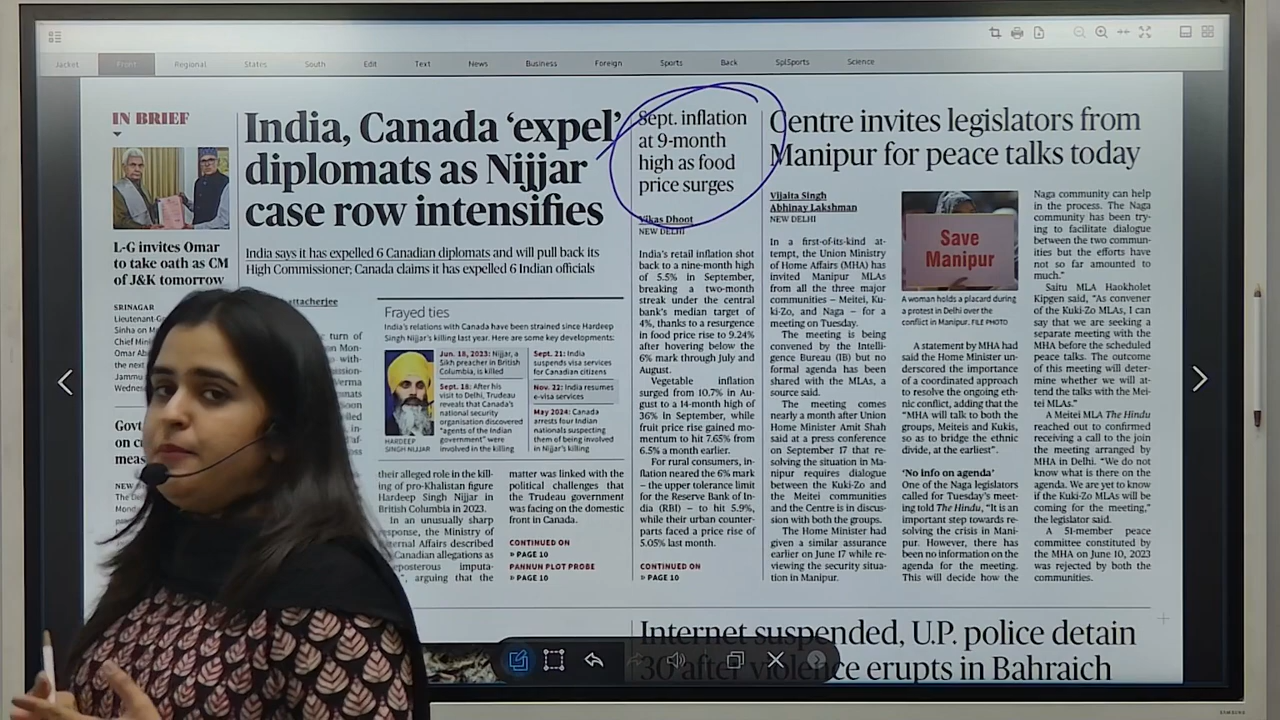 Jacket Front Regional States South Edit Text News Business Foreign Sports Back SplSports Science
IN BRIEF
L-G invites Omar
to take oath as CM
of J&K tomorrow
SRINAGAR
Sinha on
Chief
Omar
the
Jammu
NEW
India, Canada ‘expel’
diplomats as Nijjar
case row intensifies
India says it has expelled 6 Canadian diplomats and will pull back its
High Commissioner; Canada claims it has expelled 6 Indian officials
turn of
Frayed ties
India's relations with Canada have been strained since Hardeep
Singh Nijjar's killing last year. Here are some key developments:
HARDEEP
SINGH NIJJAR
Jun. 18, 2023: Nijjar, a
Sikh preacher in British
Columbia, is killed
Sept. 18: After his
visit to Delhi, Trudeau
reveals that Canada's
national security
organisation discovered
"agents of the Indian
government" were
involved in the killing
Sept. 21: India
suspends visa services
for Canadian citizens
Nov. 22: India resumes
e-visa services
May 2024: Canada
arrests four Indian
nationals suspecting
them of being involved
in Nijjar's killing
their alleged role in the kill-
ing of pro-Khalistan figure
Hardeep Singh Nijjar in
British Columbia in 2023.
In an unusually sharp
response, the Ministry of
Affairs described
Canadian allegations as
arguing that the
matter was linked with the
political challenges that
the Trudeau government
was facing on the domestic
front in Canada.
CONTINUED ON
» PAGE 10
PANNUN PLOT PROBE
» PAGE 10
Sept. inflation
at 9-month
high as food
price surges
Vikas Dhoot
NEW DELHI
India's retail inflation shot
back to a nine-month high
of 5.5% in September,
breaking a two-month
streak under the central
bank's median target of
4%, thanks to a resurgence
in food price rise to 9.24%
after hovering below the
6% mark through July and
August.
Vegetable inflation
surged from 10.7% in Au-
gust to a 14-month high of
36% in September, while
fruit price rise gained mo-
mentum to hit 7.65% from
6.5% a month earlier.
For rural consumers, in-
flation neared the 6% mark
– the upper tolerance limit
for the Reserve Bank of In-
dia (RBI) – to hit 5.9%,
while their urban counter-
parts faced a price rise of
5.05% last month.
CONTINUED ON
» PAGE 10
Centre invites legislators from
Manipur for peace talks today
Vijaita Singh
Abhinay Lakshman
NEW DELHI
In a first-of-its-kind at-
tempt, the Union Ministry
of Home Affairs (MHA) has
invited Manipur MLAs
from all the three major
communities – Meitei, Ku-
ki-Zo, and Naga – for a
meeting on Tuesday.
The meeting is being
convened by the Intelli-
gence Bureau (IB) but no
formal agenda has been
shared with the MLAs, a
source said.
The meeting comes
nearly a month after Union
Home Minister Amit Shah
said at a press conference
on September 17 that re-
solving the situation in Ma-
nipur requires dialogue
between the Kuki-Zo and
the Meitei communities
and the Centre is in discus-
sion with both the groups.
The Home Minister had
given a similar assurance
earlier on June 17 while re-
viewing the security situa-
tion in Manipur.
Save
Manipur
A woman holds a placard during
a protest in Delhi over the
conflict in Manipur. FILE PHOTO
A statement by MHA had
said the Home Minister un-
derscored the importance
of a coordinated approach
to resolve the ongoing eth-
nic conflict, adding that the
"MHA will talk to both the
groups, Meiteis and Kukis,
so as to bridge the ethnic
divide, at the earliest".
'No info on agenda'
One of the Naga legislators
called for Tuesday's meet-
ing told The Hindu, "It is an
important step towards re-
solving the crisis in Mani-
pur. However, there has
been no information on the
agenda for the meeting.
This will decide how the
Naga community can help
in the process. The Naga
community has been try-
ing to facilitate dialogue
between the two commun-
ities but the efforts have
not so far amounted to
much."
Saitu MLA Haokholet
Kipgen said, "As convener
of the Kuki-Zo MLAs, I can
say that we are seeking a
separate meeting with the
MHA before the scheduled
peace talks. The outcome
of this meeting will deter-
mine whether we will at-
tend the talks with the Mei-
tei MLAs."
A Meitei MLA The Hindu
reached out to confirmed
receiving a call to join the
the meeting arranged by
MHA in Delhi. "We do not
know what is there on the
agenda. We are yet to know
if the Kuki-Zo MLAs will be
coming for the meeting,"
the legislator said.
A 51-member peace
committee constituted by
the MHA on June 10, 2023
was rejected by both the
communities.
Internet suspended, U.P. police detain
30 after violence erupts in Bahraich
SAMSUNG